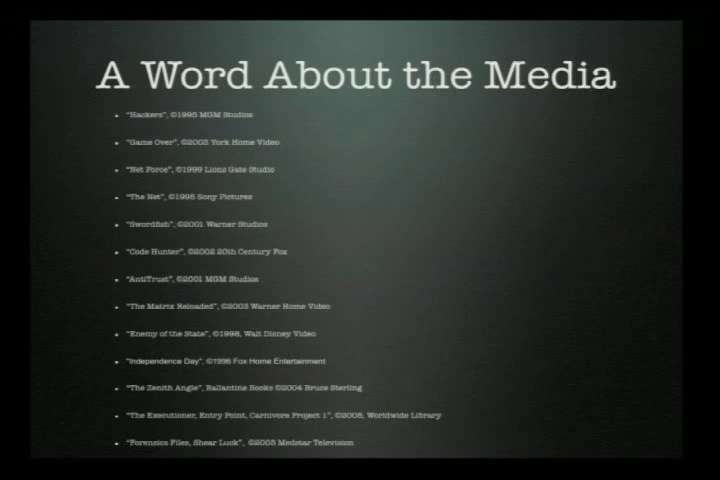 A Word About the Media
• "Hackers", ©1995 MGM Studios
• "Game Over", ©2003 York Home Video
• "Net Force", ©1999 Lions Gate Studio
• "The Net", ©1995 Sony Pictures
• "Swordfish", ©2001 Warner Studios
• "Code Hunter", ©2002 20th Century Fox
• "AntiTrust", ©2001 MGM Studios
• "The Matrix Reloaded", ©2003 Warner Home Video
• "Enemy of the State", ©1998, Walt Disney Video
• "Independence Day", ©1996 Fox Home Entertainment
• "The Zenith Angle", Ballantine Books ©2004 Bruce Sterling
• "The Executioner, Entry Point, Carnivore Project 1", ©2005, Worldwide Library
• "Forensics Files, Shear Luck", ©2005 Medstar Television